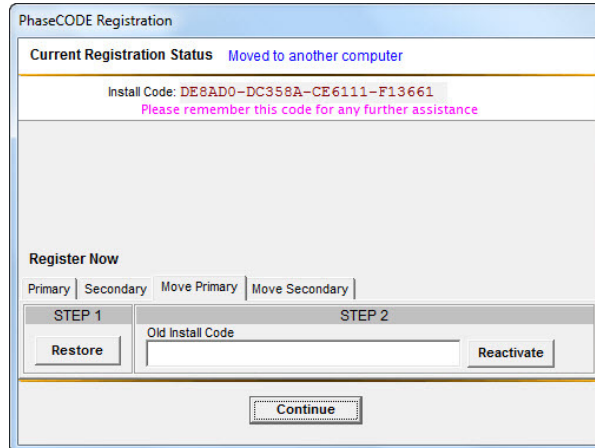 PhaseCODE Registration
Current Registration Status Moved to another computer
Install Code: DE8AD0-DC358A-CE6111-F13661
Please remember this code for any further assistance
Register Now
Primary Secondary Move Primary Move Secondary
STEP 1 STEP 2
Old Install Code
Restore Reactivate
Continue